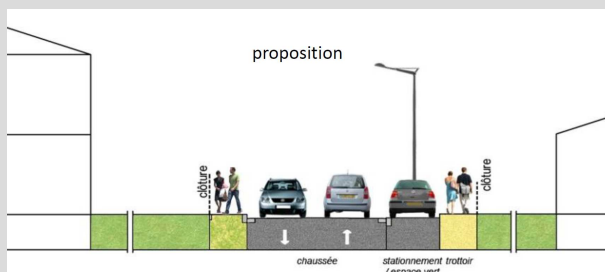 proposition
clôture
clôture
chaussée
stationnement trottoir
/ espace vert